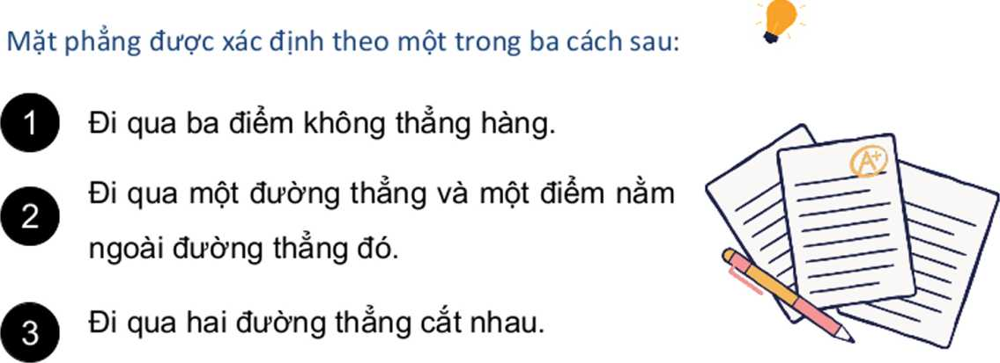 Mặt phẳng được xác định theo một trong ba cách sau:
1 Đi qua ba điểm không thẳng hàng.
2 Đi qua một đường thẳng và một điểm nằm
ngoài đường thẳng đó.
3 Đi qua hai đường thẳng cắt nhau.
A+